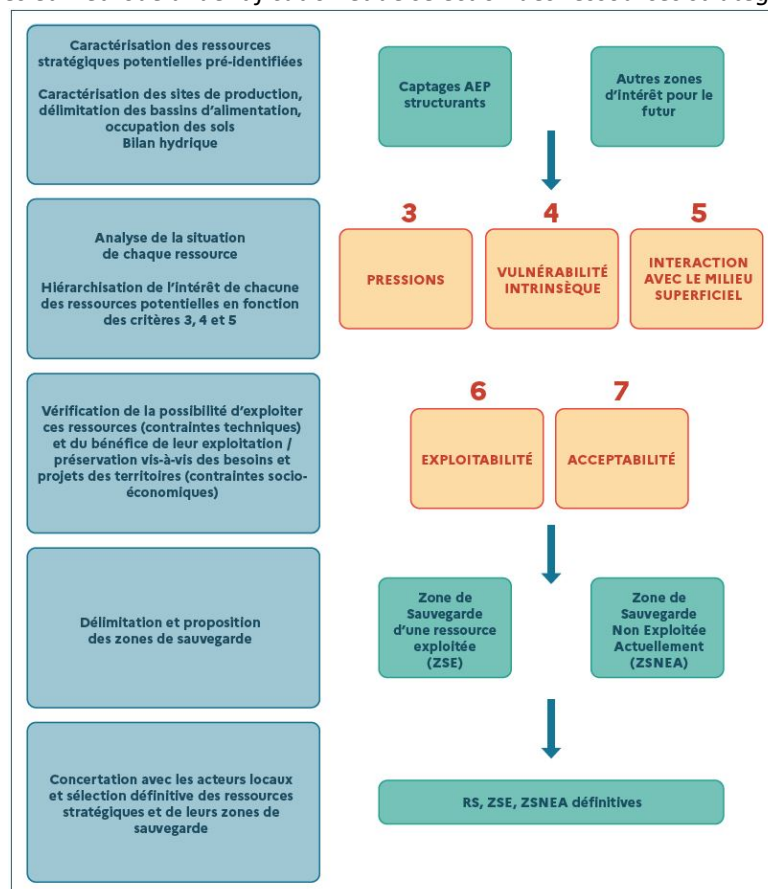 Caractérisation des ressources
stratégiques potentielles pré-identifiées
Caractérisation des sites de production,
délimitation des bassins d'alimentation,
occupation des sols
Bilan hydrique
Captages AEP
structurants
Autres zones
d'intérêt pour le
futur
Analyse de la situation
de chaque ressource
Hiérarchisation de l'intérêt de chacune
des ressources potentielles en fonction
des critères 3, 4 et 5
3
PRESSIONS
4
VULNÉRABILITÉ
INTRINSÈQUE
5
INTERACTION
AVEC LE MILIEU
SUPERFICIEL
Vérification de la possibilité d'exploiter
ces ressources (contraintes techniques)
et du bénéfice de leur exploitation /
préservation vis-à-vis des besoins et
projets des territoires (contraintes socio-
économiques)
6
EXPLOITABILITÉ
7
ACCEPTABILITÉ
Délimitation et proposition
des zones de sauvegarde
Zone de
Sauvegarde
d'une ressource
exploitée
(ZSE)
Zone de
Sauvegarde
Non Exploitée
Actuellement
(ZSNEA)
Concertation avec les acteurs locaux
et sélection définitive des ressources
stratégiques et de leurs zones de
sauvegarde
RS, ZSE, ZSNEA définitives